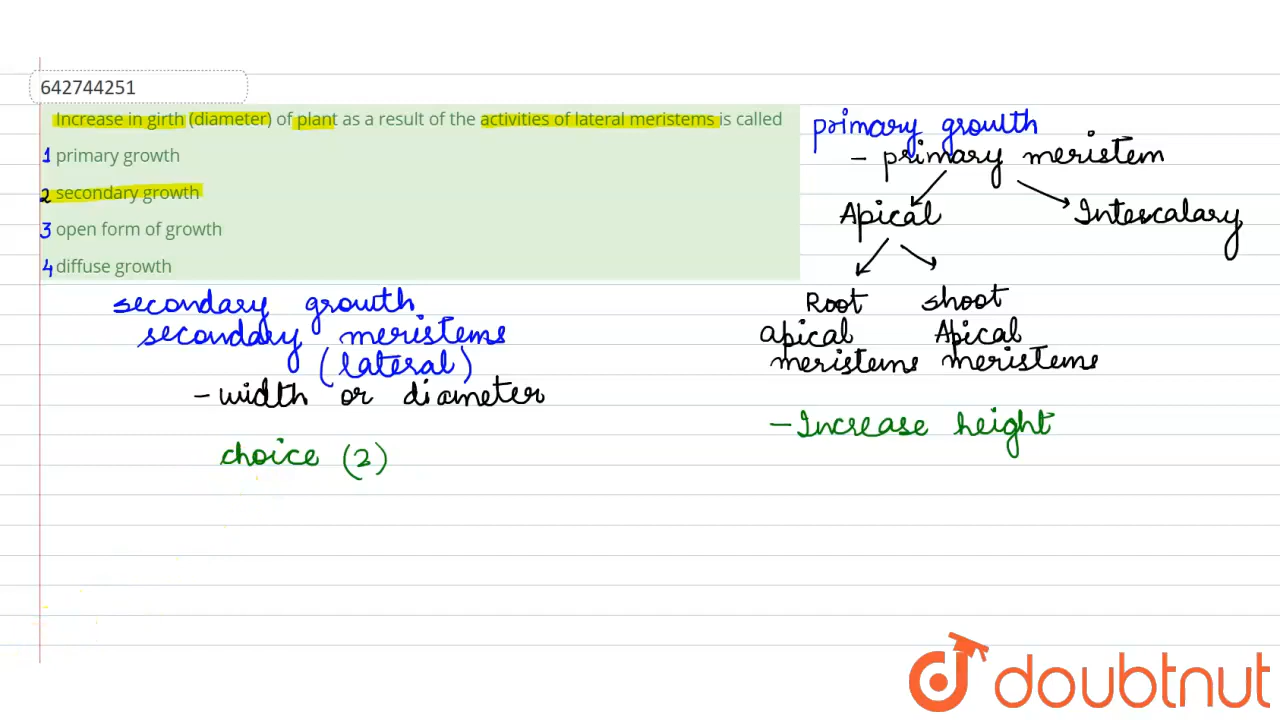 642744251
Increase in girth (diameter) of plant as a result of the activities of lateral meristems is called
1 primary growth
2 secondary growth
3 open form of growth
4 diffuse growth
secondary growth
secondary meristems
(lateral)
- width or diameter
choice (2)
primary growth
- primary meristem
Apical Intercalary
Root shoot
apical Apical
meristems meristems
- Increase height
doubtnut